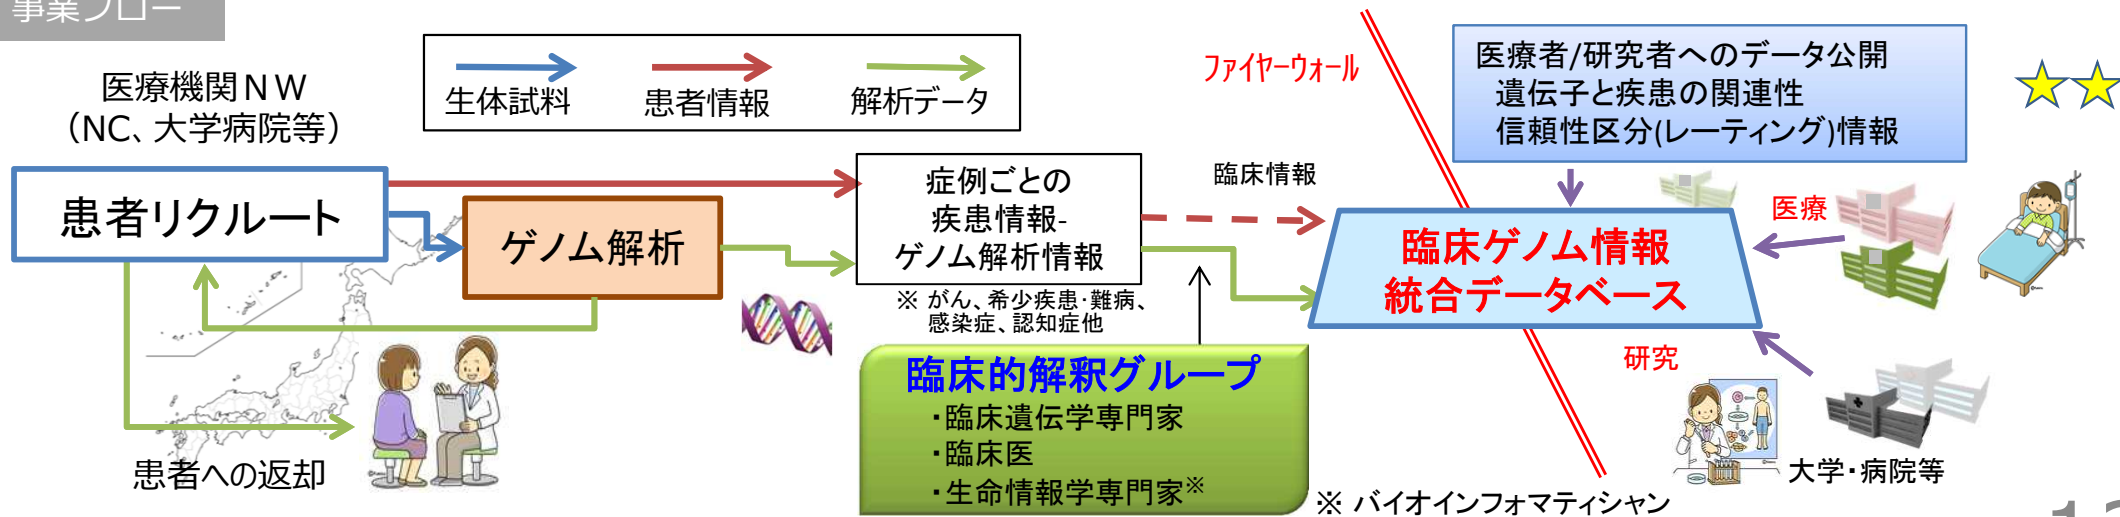 事業フロー
医療機関ＮＷ
（NC、大学病院等）
生体試料
患者情報
解析データ
ファイヤーウォール
医療者/研究者へのデータ公開
遺伝子と疾患の関連性
信頼性区分(レーティング)情報
患者リクルート
ゲノム解析
症例ごとの
疾患情報-
ゲノム解析情報
※ がん、希少疾患・難病、
感染症、認知症他
臨床情報
臨床ゲノム情報
統合データベース
医療
研究
臨床的解釈グループ
・臨床遺伝学専門家
・臨床医
・生命情報学専門家※
患者への返却
大学・病院等
※ バイオインフォマティシャン